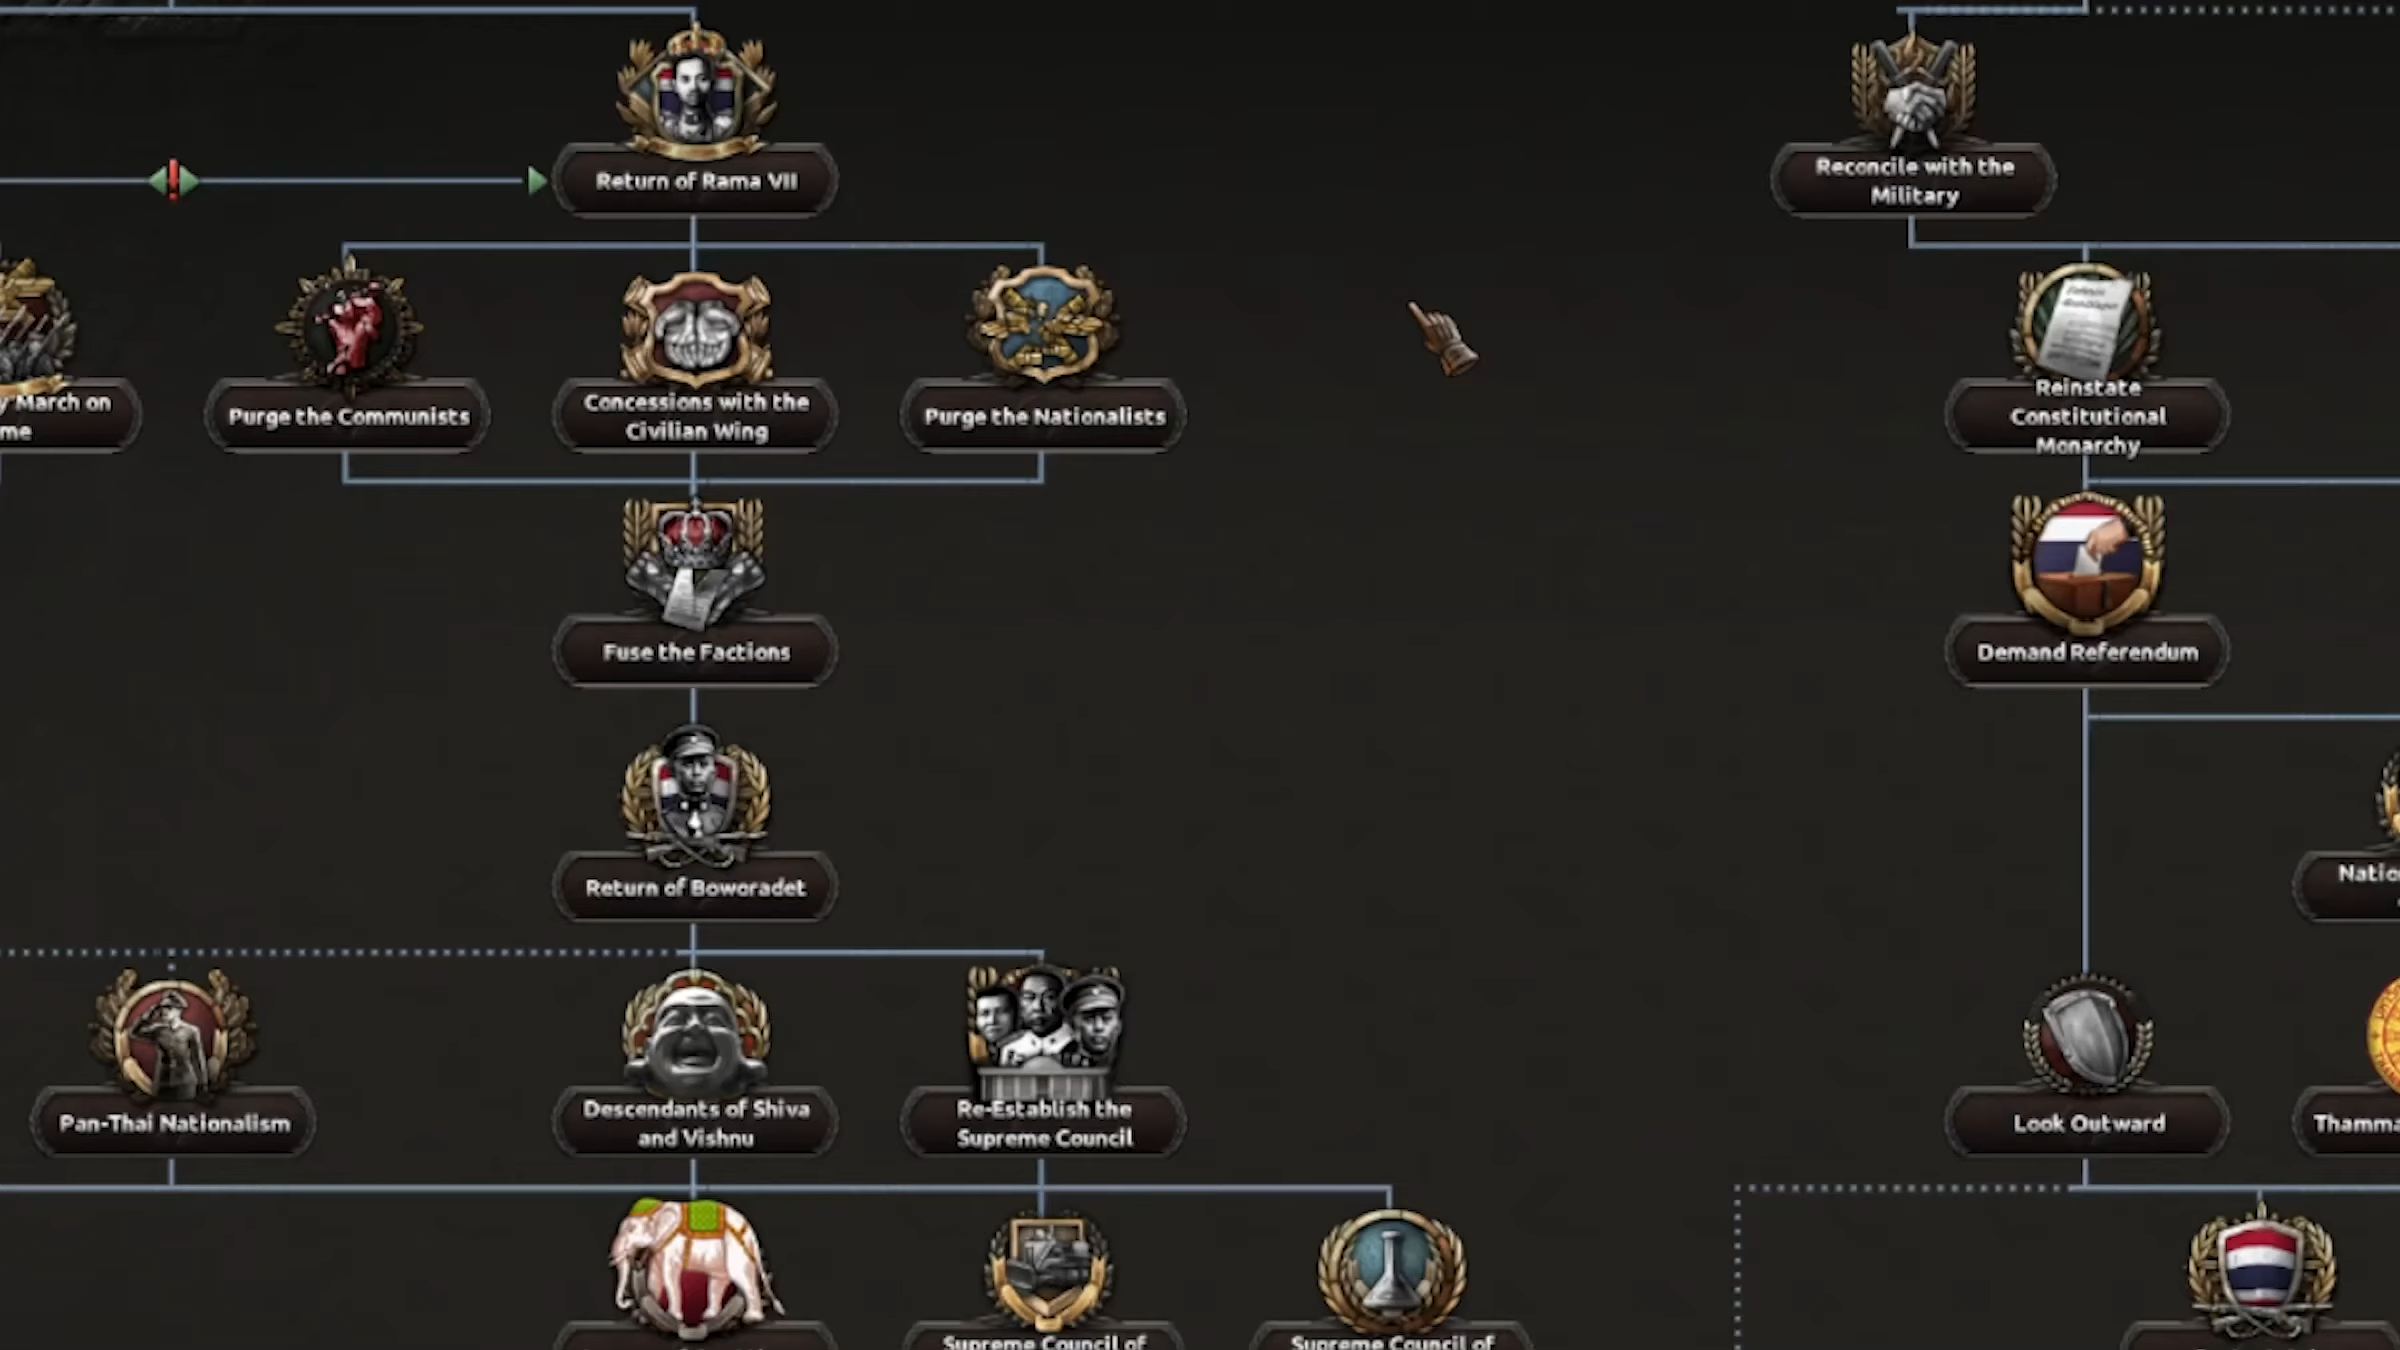 Return of Rama VII
Reconcile with the
Military
March on
me
Purge the Communists
Concessions with the
Civilian Wing
Purge the Nationalists
Reinstate
Constitutional
Monarchy
Fuse the Factions
Demand Referendum
Return of Boworadet
Pan-Thai Nationalism
Descendants of Shiva
and Vishnu
Re-Establish the
Supreme Council
Look Outward
Supreme Council of
Supreme Council of